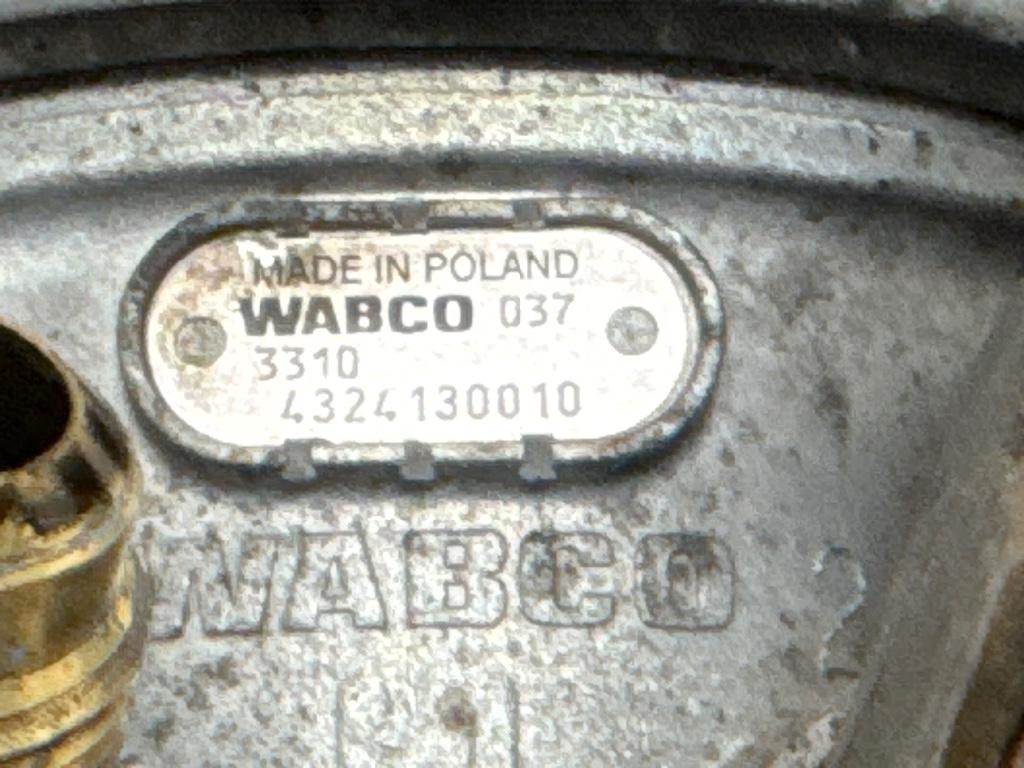 MADE IN POLAND
WABCO 037
3310
4324130010
WABCO